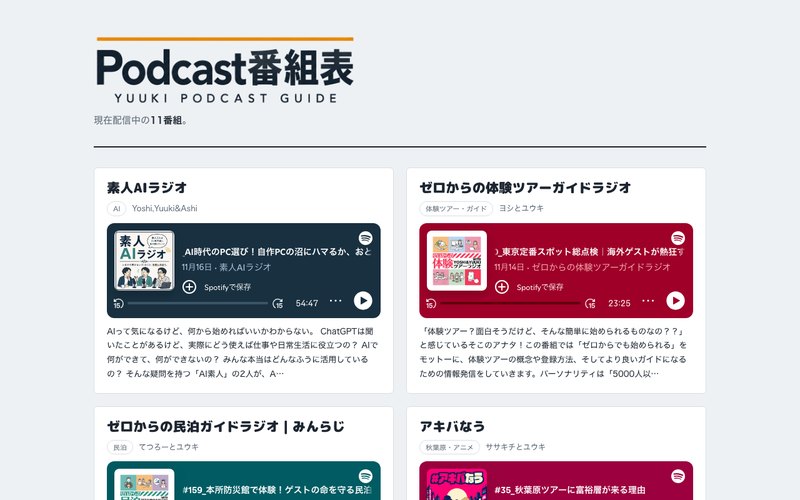 Podcast番組表
YUUKI PODCAST GUIDE
現在配信中の11番組。
素人AIラジオ
AI Yoshi,Yuuki&Ashi
素人
AIラジオ
_AI時代のPC選び！自作PCの沼にハマるか、おと
11月16日・素人AIラジオ
Spotifyで保存
15 15 54:47
AIって気になるけど、何から始めればいいかわからない。 ChatGPTは聞
いたことがあるけど、実際にどう使えば仕事や日常生活に役立つの？ AIで
何ができて、何ができないの？ みんな本当はどんなふうに活用している
の？ そんな疑問を持つ「AI素人」の2人が、A…
ゼロからの体験ツアーガイドラジオ
体験ツアー・ガイド ヨシとユウキ
体験
_東京定番スポット総点検｜海外ゲストが熱狂す
11月14日・ゼロからの体験ツアーガイドラジオ
Spotifyで保存
15 15 23:25
「体験ツアー？面白そうだけど、そんな簡単に始められるものなの？？」
と感じているそこのアナタ！この番組では「ゼロからでも始められる」を
モットーに、体験ツアーの概念や登録方法、そしてより良いガイドになる
ための情報発信をしていきます。パーソナリティは「5000人以…
ゼロからの民泊ガイドラジオ | みんらじ
民泊 てつろーとユウキ
#159_本所防災館で体験！ゲストの命を守る民泊
アキバなう
秋葉原・アニメ ササキチとユウキ
#アキバなう
#35_秋葉原ツアーに富裕層が来る理由